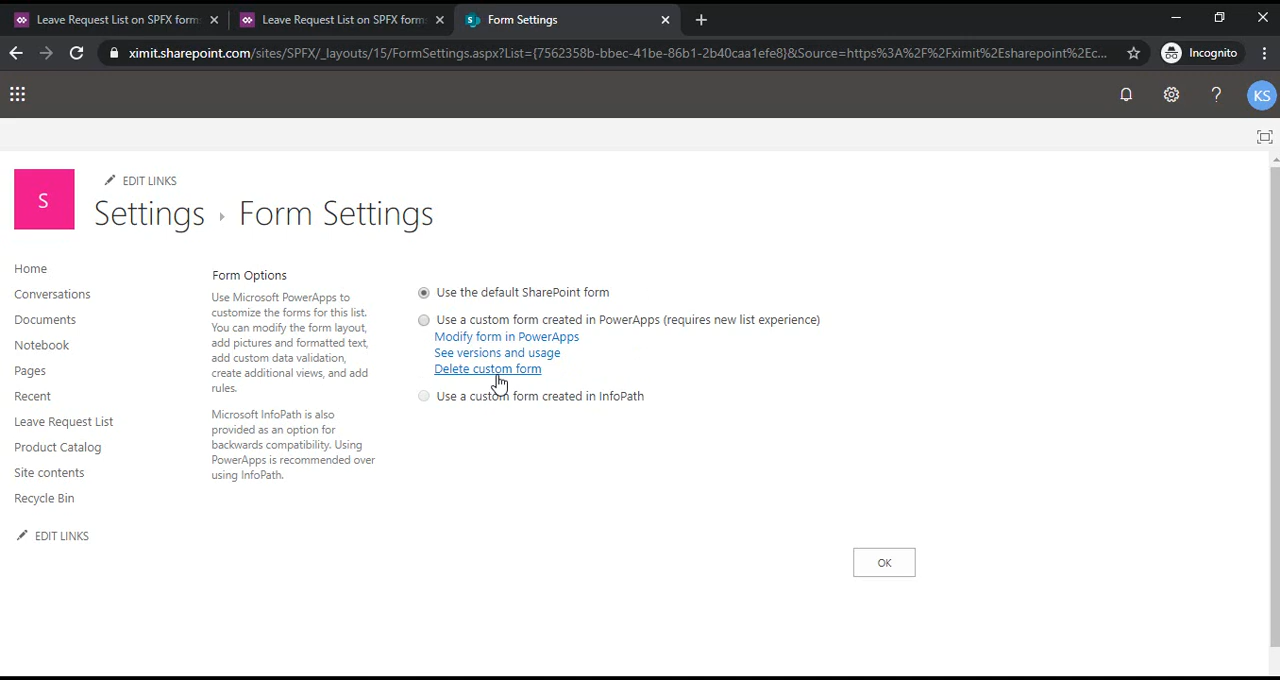 Leave Request List on SPFX form
Leave Request List on SPFX form
S
Form Settings
ximit.sharepoint.com/sites/SPFX/_layouts/15/FormSettings.aspx?List={7562358b-bbec-41be-86b1-2b40caa1efe8}&Source=https%3A%2F%2Fximit%2Esharepoint%2Ec...
Incognito
KS
EDIT LINKS
S
Settings
Form Settings
Home
Conversations
Documents
Notebook
Pages
Recent
Leave Request List
Product Catalog
Site contents
Recycle Bin
EDIT LINKS
Form Options
Use Microsoft PowerApps to
customize the forms for this list.
You can modify the form layout,
add pictures and formatted text,
add custom data validation,
create additional views, and add
rules.
Microsoft InfoPath is also
provided as an option for
backwards compatibility. Using
PowerApps is recommended over
using InfoPath.
Use the default SharePoint form
Use a custom form created in PowerApps (requires new list experience)
Modify form in PowerApps
See versions and usage
Delete custom form
Use a custom form created in InfoPath
OK